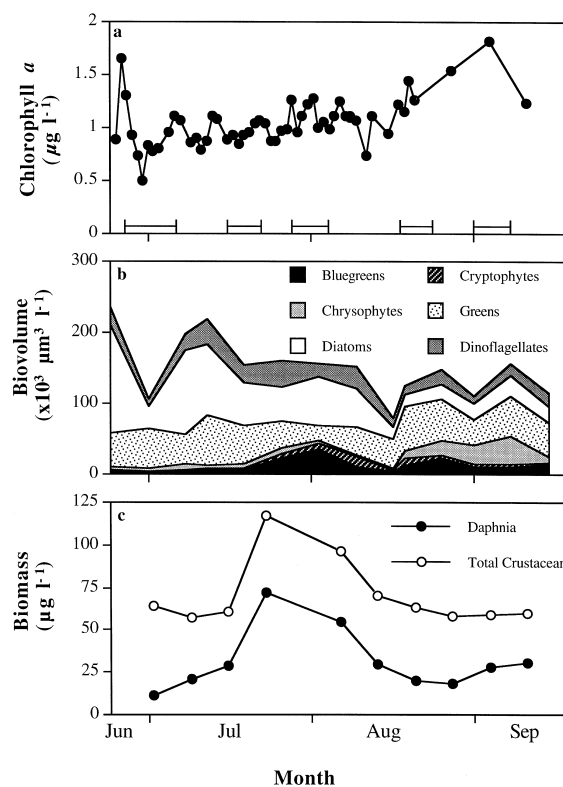 a
2
1.5
1
0.5
0
Chlorophyll a
(µg l-1)
b
300
200
100
0
Biovolume
(x10³ µm³ l-1)
Bluegreens
Cryptophytes
Chrysophytes
Greens
Diatoms
Dinoflagellates
c
125
100
75
50
25
0
Biomass
(µg l-1)
Daphnia
Total Crustacean
Jun
Jul
Aug
Sep
Month